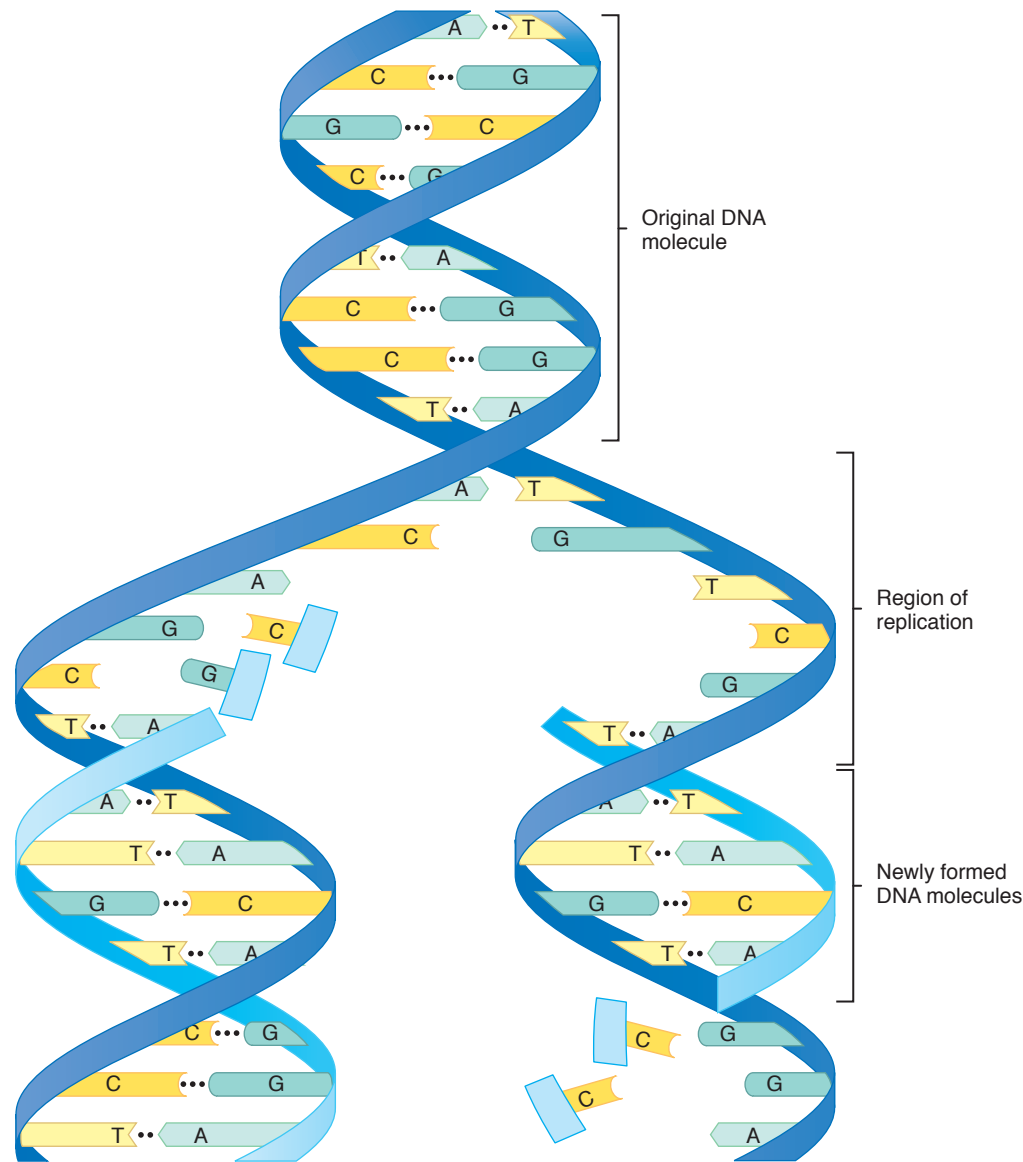 A T
C G
G C
C G
Original DNA
molecule
T A
C G
C G
T A
A T
C G
A T
Region of
replication
G C C
C G G
T A T A
A T A T
T A T A
Newly formed
DNA molecules
G C G C
T A T A
C G C G
C G C G
T A A